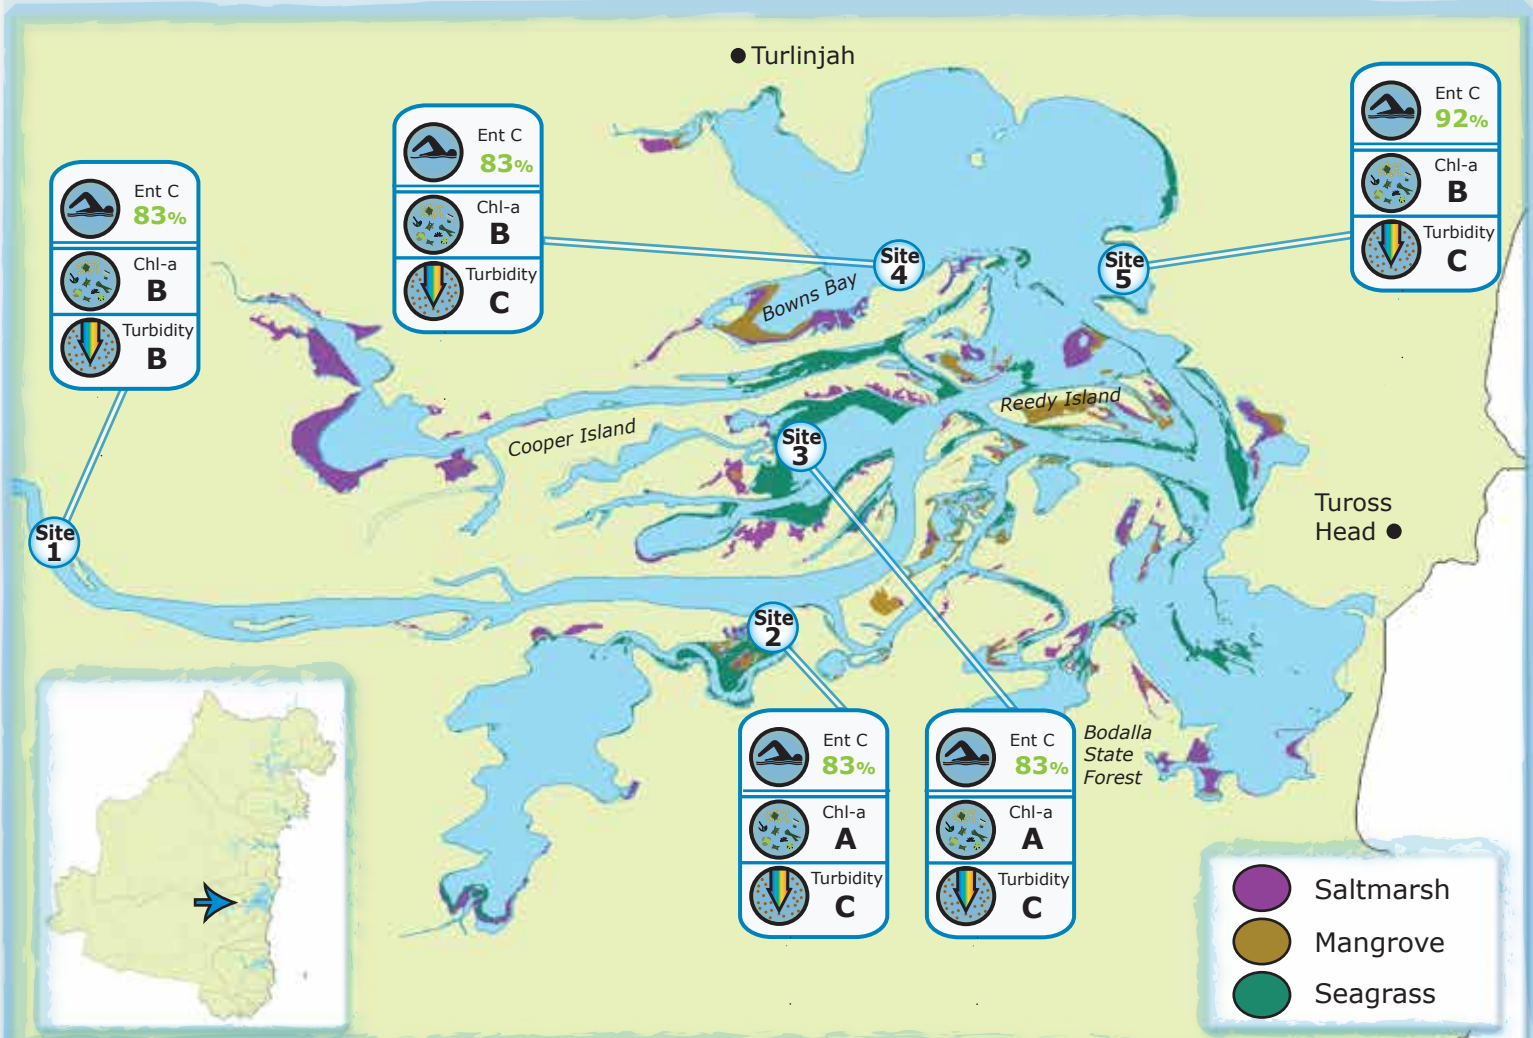 Turlinjah
Ent C
92%
Chl-a
B
Turbidity
C
Ent C
83%
Chl-a
B
Turbidity
C
Ent C
83%
Chl-a
B
Turbidity
B
Site
4
Site
5
Bowns Bay
Reedy Island
Cooper Island
Site
3
Tuross
Head
Site
1
Site
2
Ent C
83%
Chl-a
A
Turbidity
C
Ent C
83%
Chl-a
A
Turbidity
C
Bodalla
State
Forest
Saltmarsh
Mangrove
Seagrass